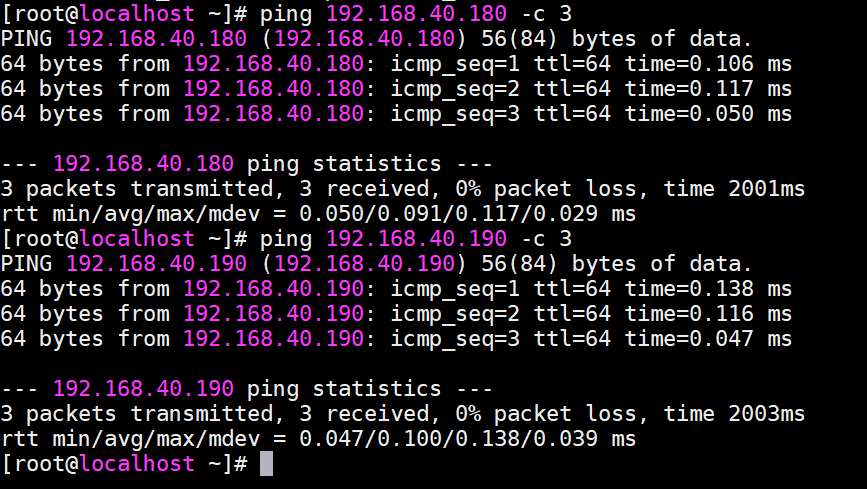 [root@localhost ~]# ping 192.168.40.180 -c 3
PING 192.168.40.180 (192.168.40.180) 56(84) bytes of data.
64 bytes from 192.168.40.180: icmp_seq=1 ttl=64 time=0.106 ms
64 bytes from 192.168.40.180: icmp_seq=2 ttl=64 time=0.117 ms
64 bytes from 192.168.40.180: icmp_seq=3 ttl=64 time=0.050 ms

--- 192.168.40.180 ping statistics ---
3 packets transmitted, 3 received, 0% packet loss, time 2001ms
rtt min/avg/max/mdev = 0.050/0.091/0.117/0.029 ms
[root@localhost ~]# ping 192.168.40.190 -c 3
PING 192.168.40.190 (192.168.40.190) 56(84) bytes of data.
64 bytes from 192.168.40.190: icmp_seq=1 ttl=64 time=0.138 ms
64 bytes from 192.168.40.190: icmp_seq=2 ttl=64 time=0.116 ms
64 bytes from 192.168.40.190: icmp_seq=3 ttl=64 time=0.047 ms

--- 192.168.40.190 ping statistics ---
3 packets transmitted, 3 received, 0% packet loss, time 2003ms
rtt min/avg/max/mdev = 0.047/0.100/0.138/0.039 ms
[root@localhost ~]#